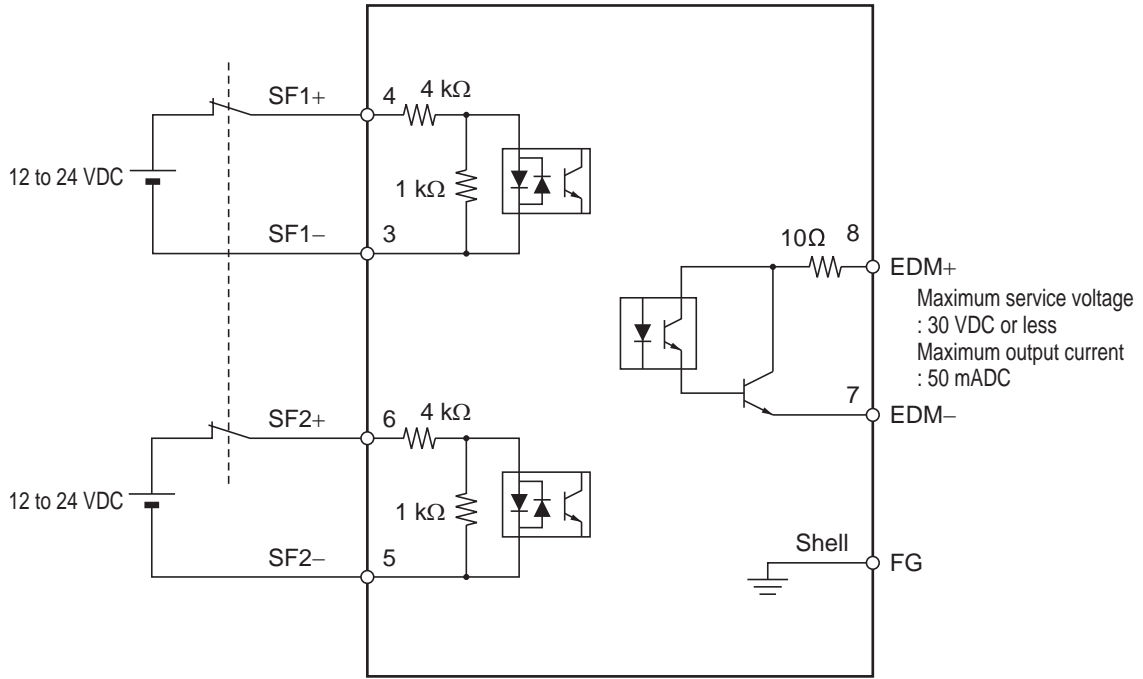 SF1+
4
4 kΩ
12 to 24 VDC
1 kΩ
SF1−
3
10Ω
8
EDM+
Maximum service voltage
: 30 VDC or less
Maximum output current
: 50 mADC
7
EDM−
SF2+
6
4 kΩ
12 to 24 VDC
1 kΩ
SF2−
5
Shell
FG